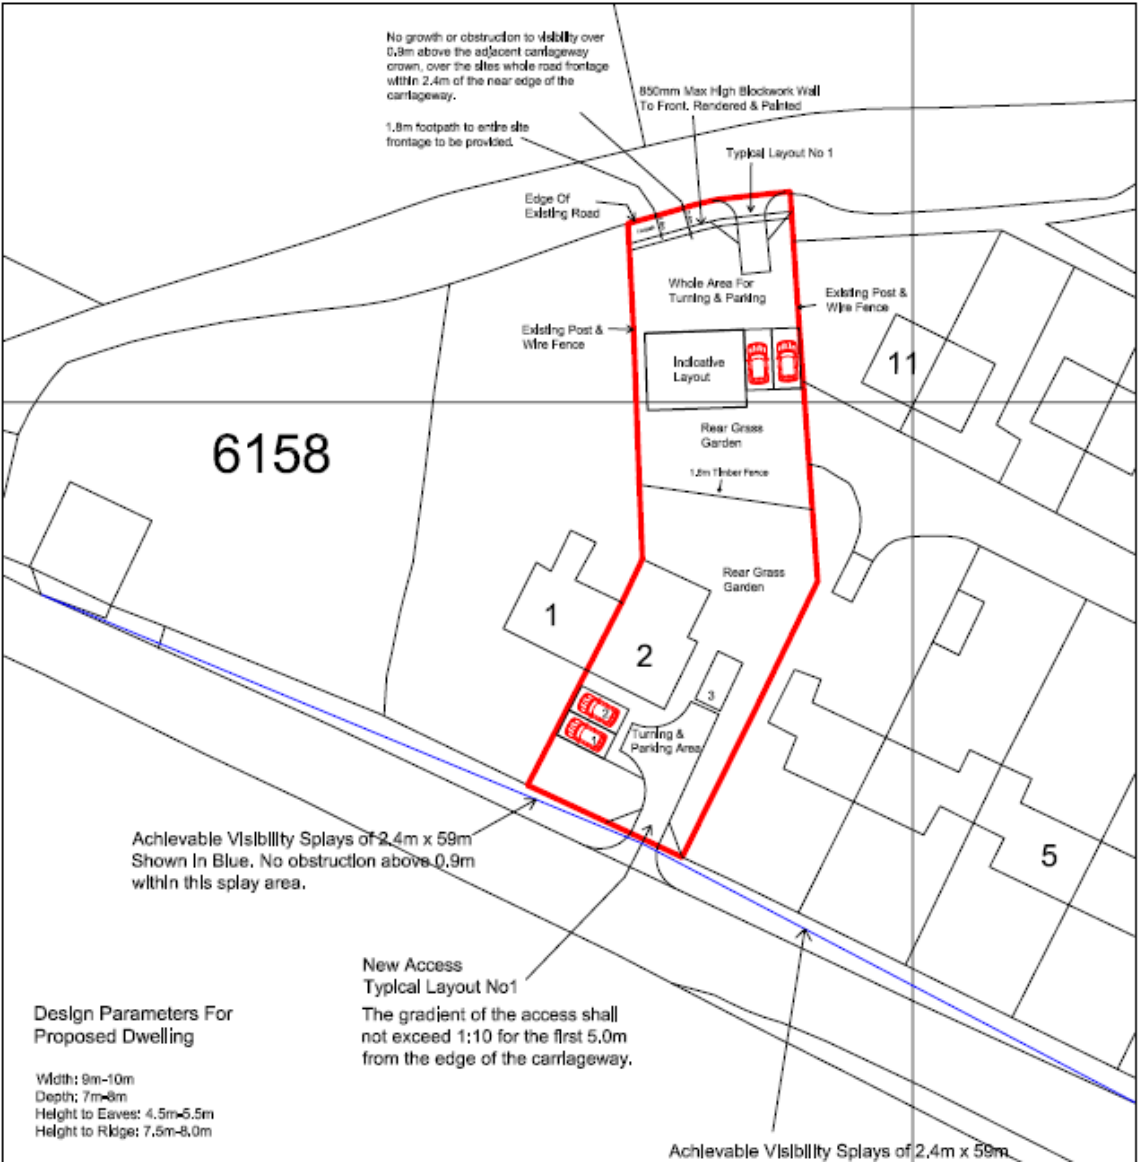 No growth or obstruction to visibility over
0.9m above the adjacent carriageway
crown, over the sites whole road frontage
within 2.4m of the near edge of the
carriageway.
1.8m footpath to entire site
frontage to be provided.
850mm Max High Blockwork Wall
To Front. Rendered & Painted
Typical Layout No 1
Edge Of
Existing Road
Whole Area For
Turning & Parking
Existing Post &
Wire Fence
Existing Post &
Wire Fence
Indicative
Layout
11
6158
Rear Grass
Garden
1.8m Timber Fence
Rear Grass
Garden
1
2
3
2
1
Turning &
Parking Area
5
Achievable Visibility Splays of 2.4m x 59m
Shown in Blue. No obstruction above 0.9m
within this splay area.
New Access
Typical Layout No1
The gradient of the access shall
not exceed 1:10 for the first 5.0m
from the edge of the carriageway.
Design Parameters For
Proposed Dwelling
Width: 9m-10m
Depth: 7m-8m
Height to Eaves: 4.5m-5.5m
Height to Ridge: 7.5m-8.0m
Achievable Visibility Splays of 2.4m x 59m